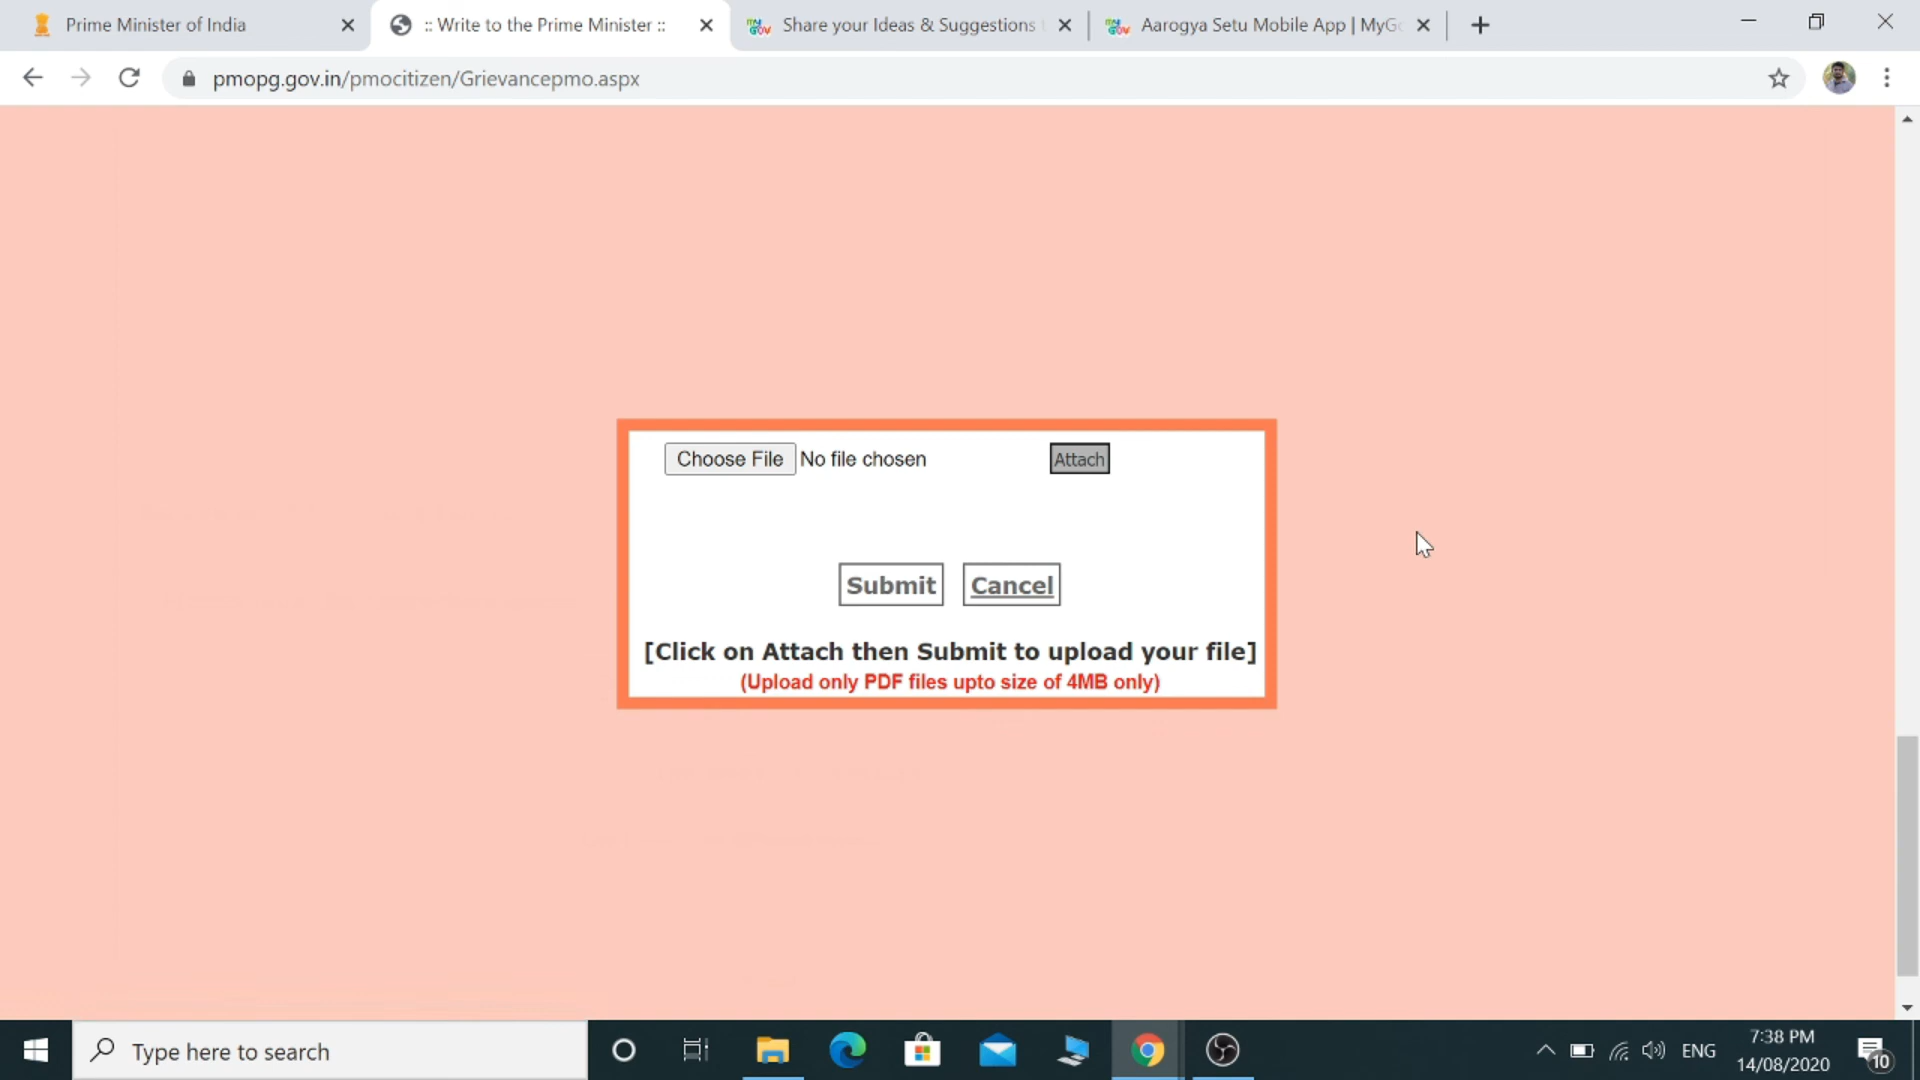 Prime Minister of India
:: Write to the Prime Minister ::
Share your Ideas & Suggestions
Aarogya Setu Mobile App | MyG
pmopg.gov.in/pmocitizen/Grievancepmo.aspx
Choose File No file chosen Attach
Submit Cancel
[Click on Attach then Submit to upload your file]
(Upload only PDF files upto size of 4MB only)
Type here to search
ENG
7:38 PM
14/08/2020
10